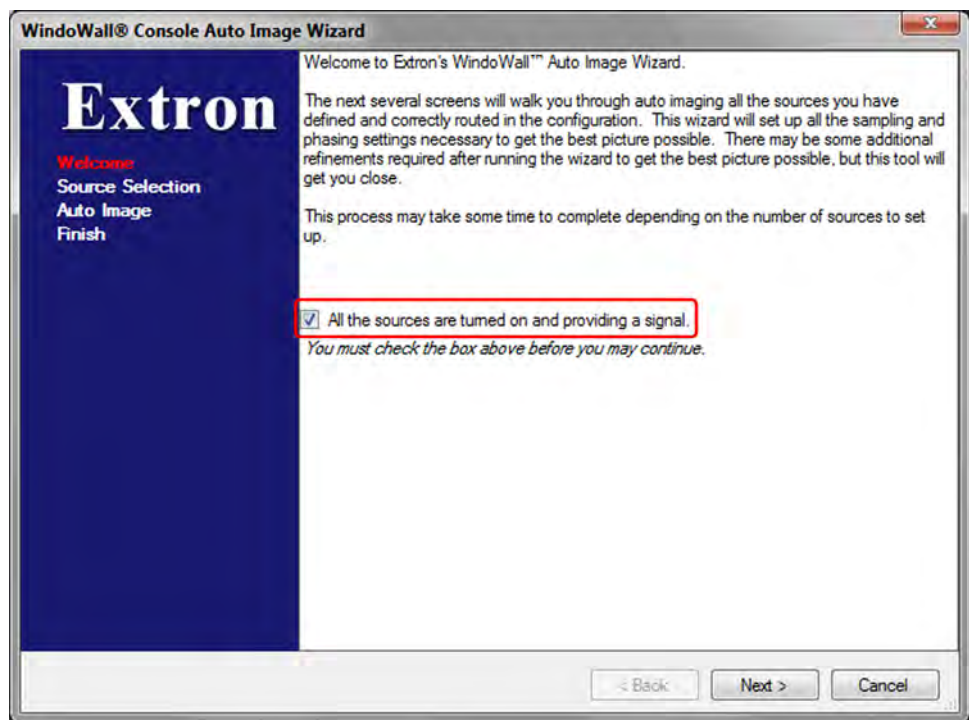 WindoWall® Console Auto Image Wizard
Extron
Welcome
Source Selection
Auto Image
Finish
Welcome to Extron's WindoWall™ Auto Image Wizard.
The next several screens will walk you through auto imaging all the sources you have
defined and correctly routed in the configuration. This wizard will set up all the sampling and
phasing settings necessary to get the best picture possible. There may be some additional
refinements required after running the wizard to get the best picture possible, but this tool will
get you close.
This process may take some time to complete depending on the number of sources to set
up.
All the sources are turned on and providing a signal.
You must check the box above before you may continue.
< Back
Next >
Cancel